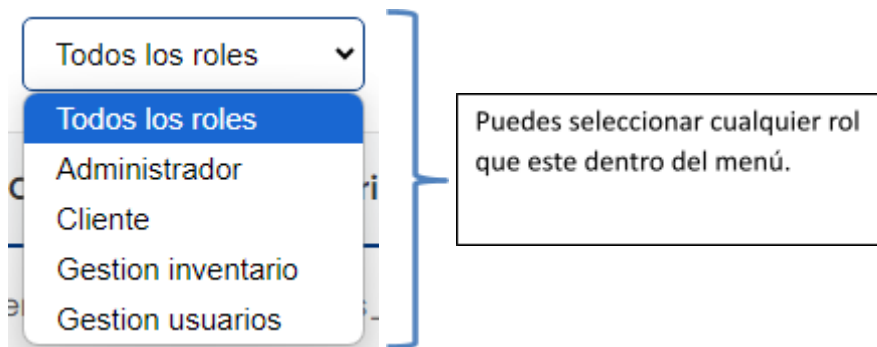 Todos los roles
Todos los roles
Administrador
Cliente
Gestion inventario
Gestion usuarios
Puedes seleccionar cualquier rol
que este dentro del menú.